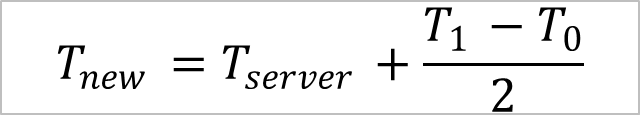 T_new = T_server + (T_1 − T_0) / 2